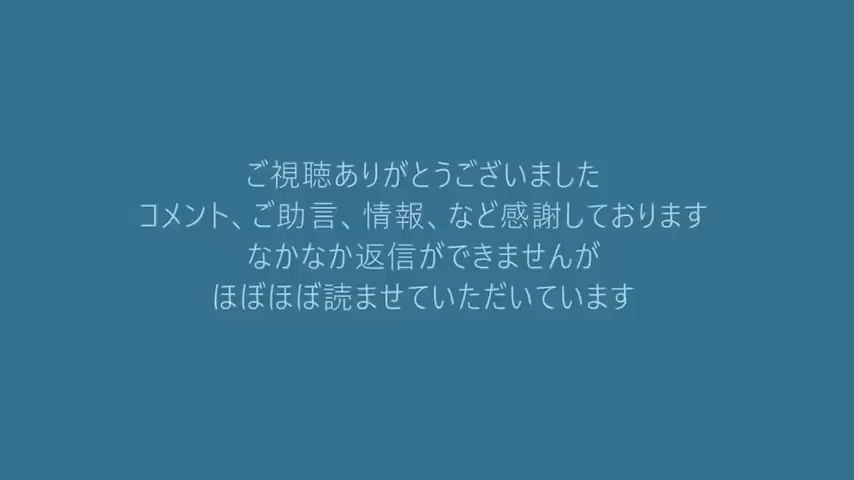 ご視聴ありがとうございました
コメント、ご助言、情報、など感謝しております
なかなか返信ができませんが
ほぼほぼ読ませていただいています